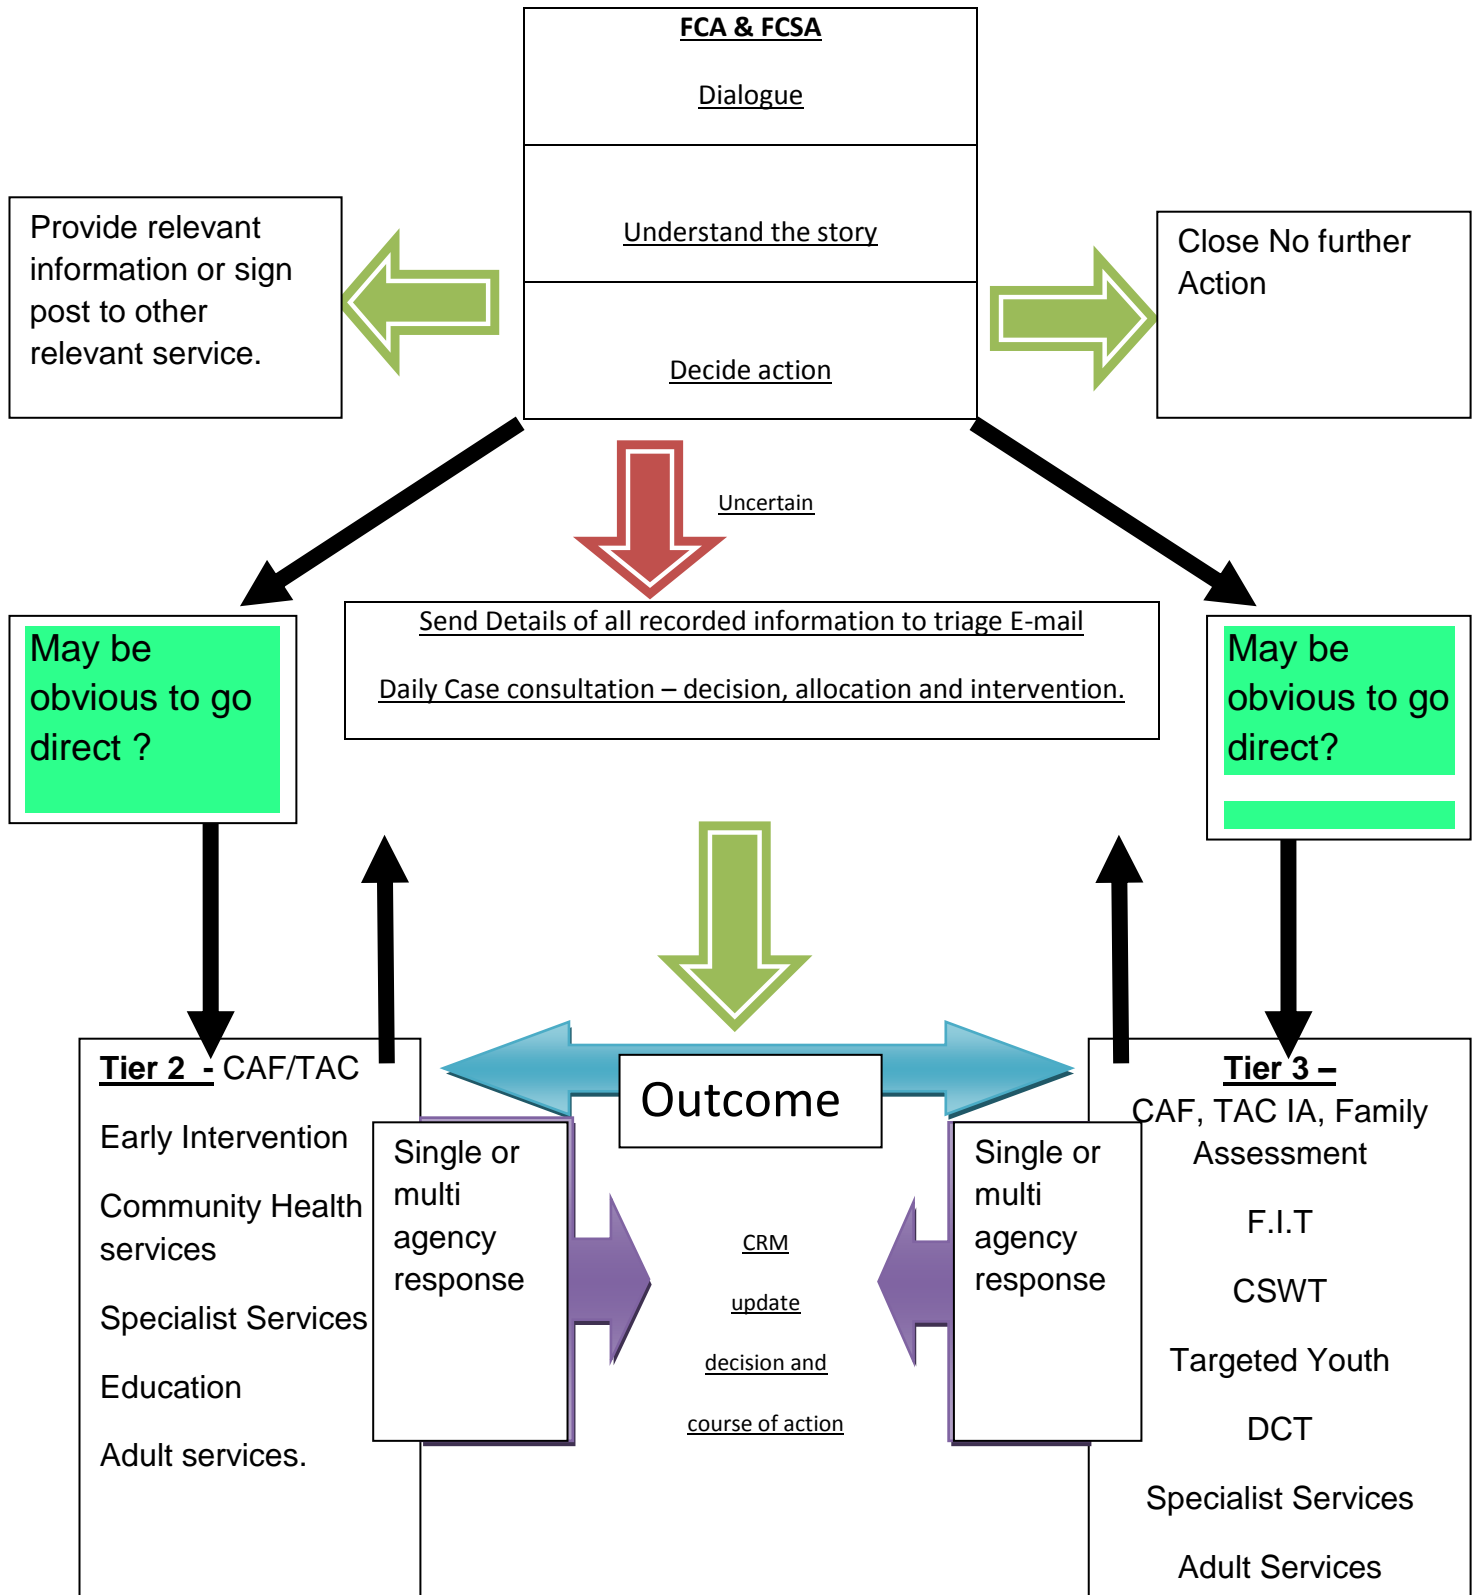 FCA & FCSA
Dialogue
Understand the story
Decide action
Provide relevant
information or sign
post to other
relevant service.
Close No further
Action
Uncertain
Send Details of all recorded information to triage E-mail
Daily Case consultation – decision, allocation and intervention.
May be
obvious to go
direct ?
May be
obvious to go
direct?
Outcome
Tier 2 - CAF/TAC
Early Intervention
Community Health
services
Specialist Services
Education
Adult services.
Single or
multi
agency
response
CRM
update
decision and
course of action
Single or
multi
agency
response
Tier 3 –
CAF, TAC IA, Family
Assessment
F.I.T
CSWT
Targeted Youth
DCT
Specialist Services
Adult Services